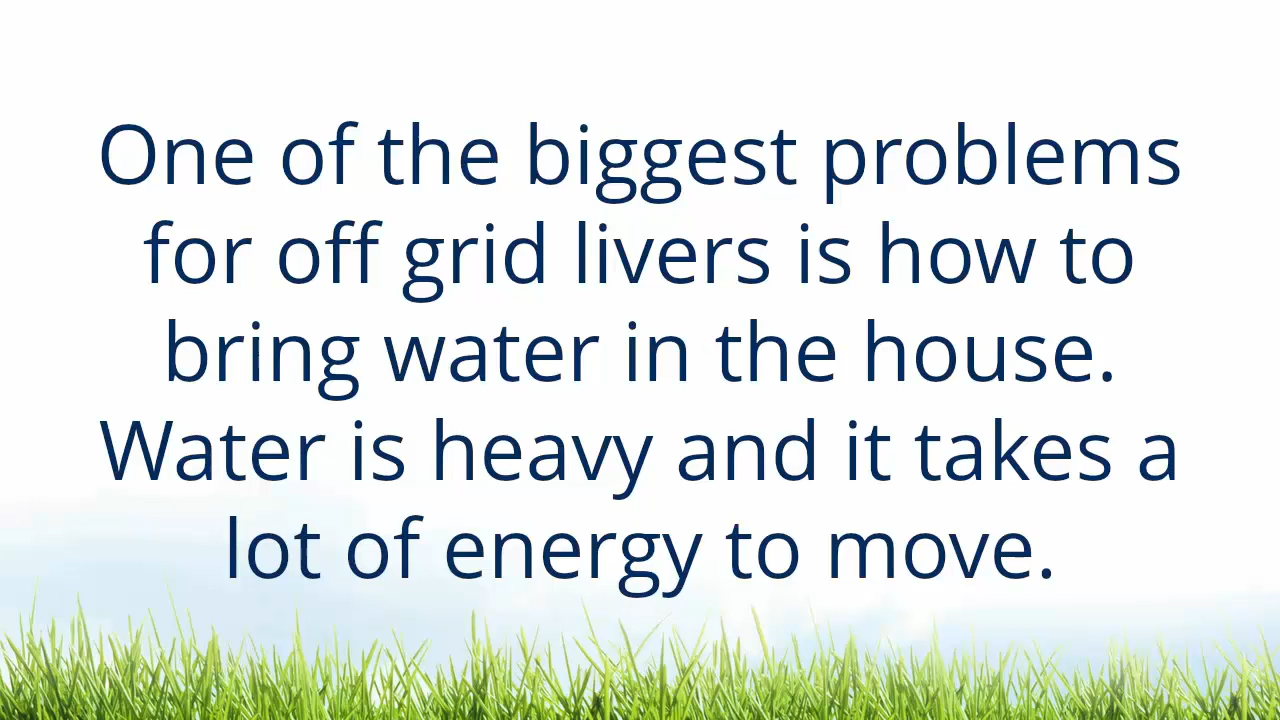 One of the biggest problems
for off grid livers is how to
bring water in the house.
Water is heavy and it takes a
lot of energy to move.